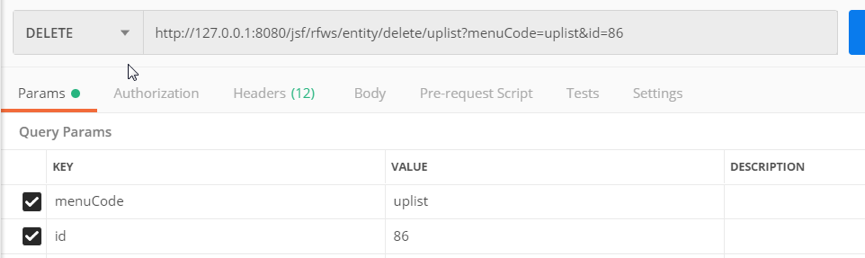 DELETE http://127.0.0.1:8080/jsf/rfws/entity/delete/uplist?menuCode=uplist&id=86
Params Authorization Headers (12) Body Pre-request Script Tests Settings
Query Params
KEY VALUE DESCRIPTION
menuCode uplist
id 86